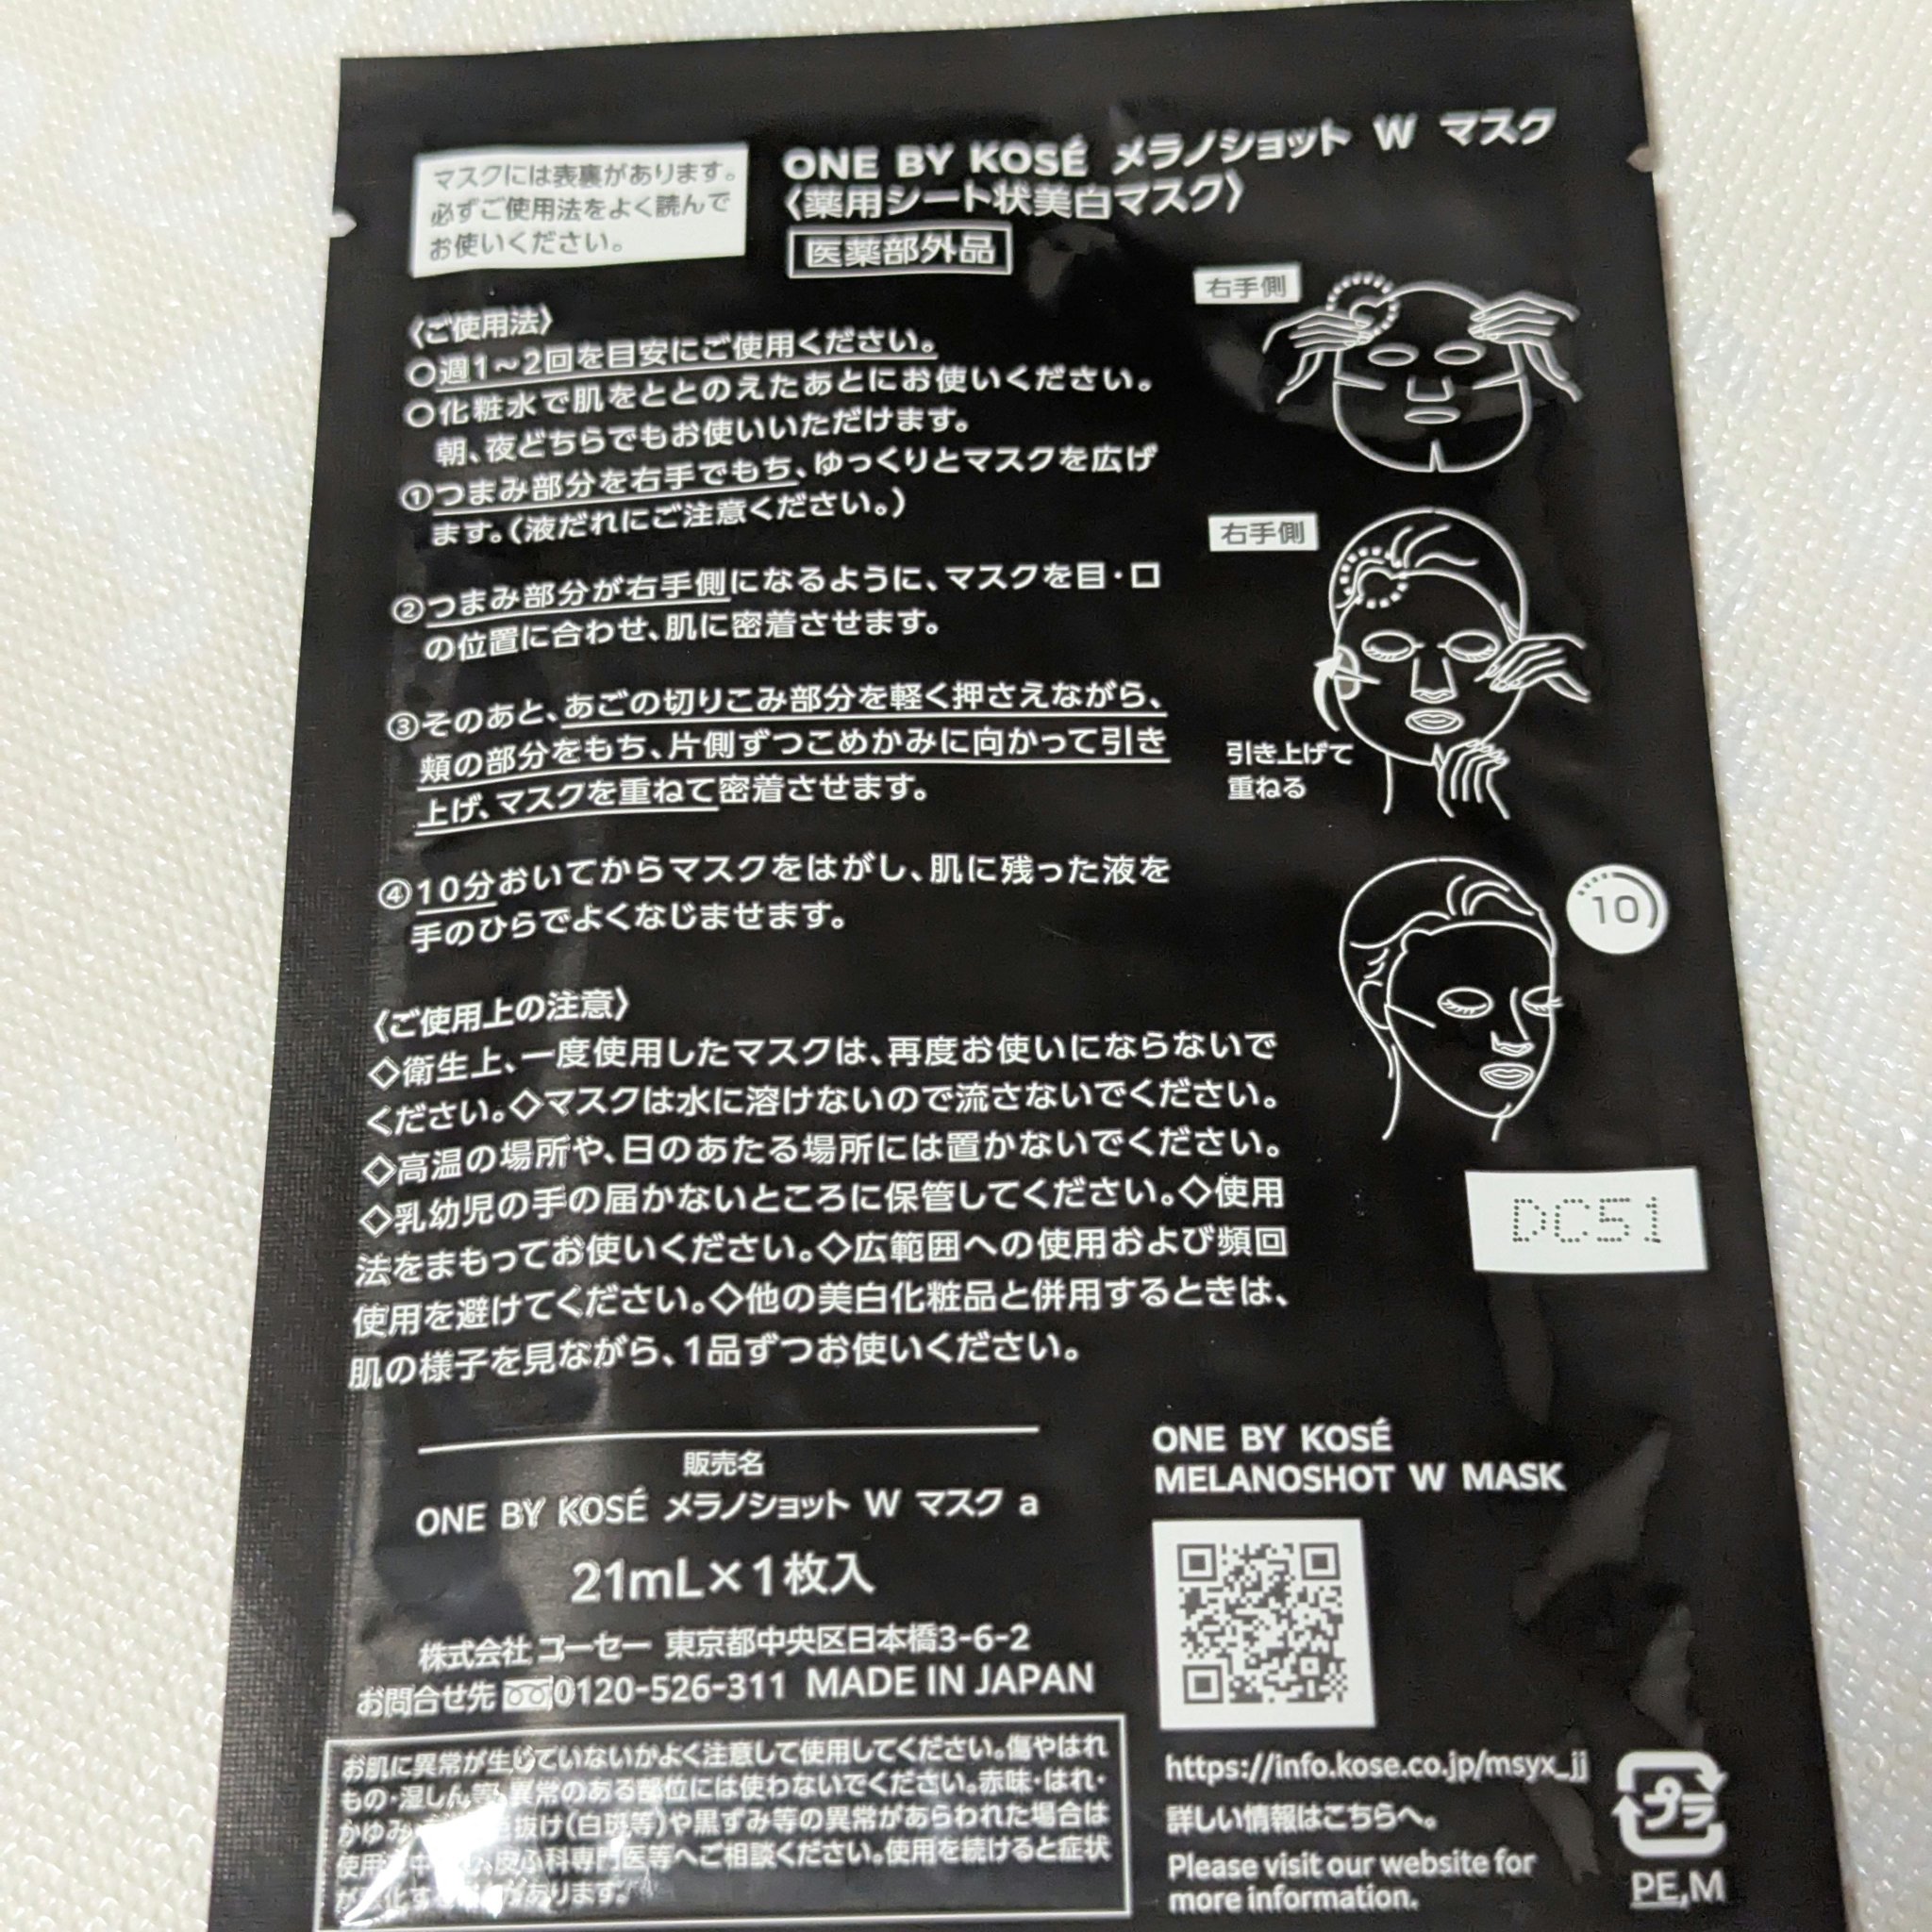 マスクには表裏があります。
必ずご使用法をよく読んで
お使いください。
ONE BY KOSÉ メラノショット W マスク
〈薬用シート状美白マスク〉
医薬部外品
〈ご使用法〉
○週1～2回を目安にご使用ください。
○化粧水で肌をととのえたあとにお使いください。
朝、夜どちらでもお使いいただけます。
①つまみ部分を右手でもち、ゆっくりとマスクを広げ
ます。(液だれにご注意ください。)
右手側
②つまみ部分が右手側になるように、マスクを目・口
の位置に合わせ、肌に密着させます。
右手側
③そのあと、あごの切りこみ部分を軽く押さえながら、
頬の部分をもち、片側ずつこめかみに向かって引き
上げ、マスクを重ねて密着させます。
引き上げて
重ねる
④10分おいてからマスクをはがし、肌に残った液を
手のひらでよくなじませます。
10
〈ご使用上の注意〉
◇衛生上、一度使用したマスクは、再度お使いにならないで
ください。◇マスクは水に溶けないので流さないでください。
◇高温の場所や、日のあたる場所には置かないでください。
◇乳幼児の手の届かないところに保管してください。◇使用
法をまもってお使いください。◇広範囲への使用および頻回
使用を避けてください。◇他の美白化粧品と併用するときは、
肌の様子を見ながら、1品ずつお使いください。
DC51
販売名
ONE BY KOSÉ メラノショット W マスク a
21mL×1枚入
株式会社 コーセー 東京都中央区日本橋3-6-2
お問合せ先 0120-526-311 MADE IN JAPAN
お肌に異常が生じていないかよく注意して使用してください。傷やはれ
もの・湿しん等、異常のある部位には使わないでください。赤味・はれ・
かゆみ 抜け(白斑等)や黒ずみ等の異常があらわれた場合は
使用 中 皮ふ科専門医等へご相談ください。使用を続けると症状
が 化す があります。
ONE BY KOSÉ
MELANOSHOT W MASK
https://info.kose.co.jp/msyx_jj
詳しい情報はこちらへ。
Please visit our website for
more information.
プラ
PE,M